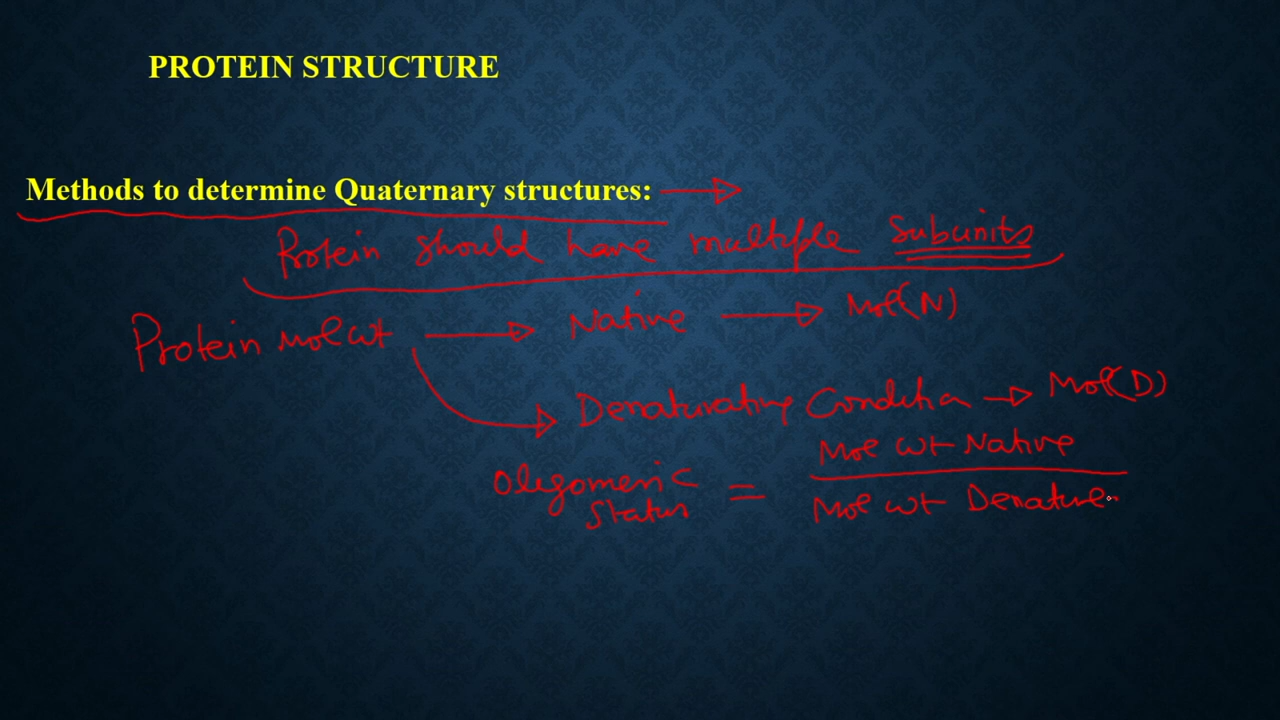 PROTEIN STRUCTURE
Methods to determine Quaternary structures:
Protein should have multiple Subunits
Protein mol wt → Native → Mol(N)
Denaturating Condition → Mol(D)
Oligomeric Status = Mol wt Native
Mol wt Denature